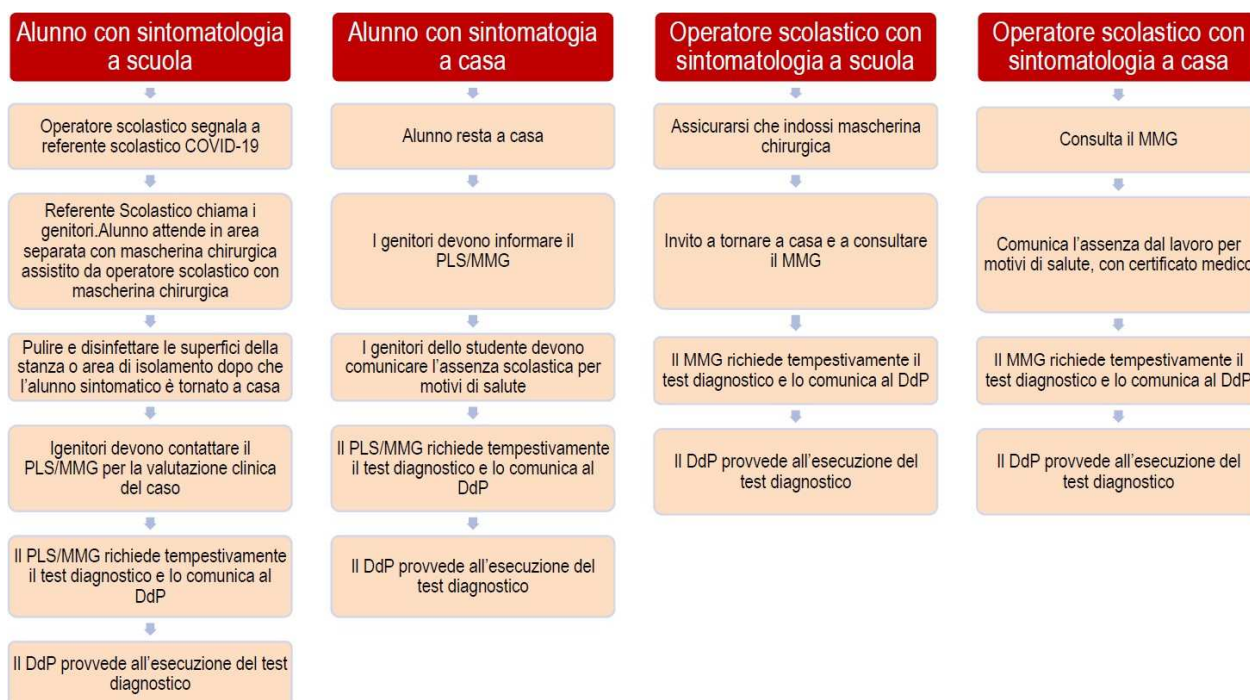 Alunno con sintomatologia
a scuola
Operatore scolastico segnala a
referente scolastico COVID-19
Referente Scolastico chiama i
genitori.Alunno attende in area
separata con mascherina chirurgica
assistito da operatore scolastico con
mascherina chirurgica
Pulire e disinfettare le superfici della
stanza o area di isolamento dopo che
l'alunno sintomatico è tornato a casa
Igenitori devono contattare il
PLS/MMG per la valutazione clinica
del caso
Il PLS/MMG richiede tempestivamente
il test diagnostico e lo comunica al
DdP
Il DdP provvede all'esecuzione del test
diagnostico
Alunno con sintomatogia
a casa
Alunno resta a casa
I genitori devono informare il
PLS/MMG
I genitori dello studente devono
comunicare l'assenza scolastica per
motivi di salute
Il PLS/MMG richiede tempestivamente
il test diagnostico e lo comunica al
DdP
Il DdP provvede all'esecuzione del
test diagnostico
Operatore scolastico con
sintomatologia a scuola
Assicurarsi che indossi mascherina
chirurgica
Invito a tornare a casa e a consultare
il MMG
Il MMG richiede tempestivamente il
test diagnostico e lo comunica al DdP
Il DdP provvede all'esecuzione del
test diagnostico
Operatore scolastico con
sintomatologia a casa
Consulta il MMG
Comunica l'assenza dal lavoro per
motivi di salute, con certificato medico
Il MMG richiede tempestivamente il
test diagnostico e lo comunica al DdP
Il DdP provvede all'esecuzione del
test diagnostico